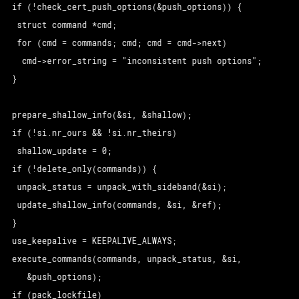 if (!check_cert_push_options(&push_options)) {
struct command *cmd;
for (cmd = commands; cmd; cmd = cmd->next)
cmd->error_string = "inconsistent push options";
}

prepare_shallow_info(&si, &shallow);
if (!si.nr_ours && !si.nr_theirs)
shallow_update = 0;
if (!delete_only(commands)) {
unpack_status = unpack_with_sideband(&si);
update_shallow_info(commands, &si, &ref);
}
use_keepalive = KEEPALIVE_ALWAYS;
execute_commands(commands, unpack_status, &si,
&push_options);
if (pack_lockfile)